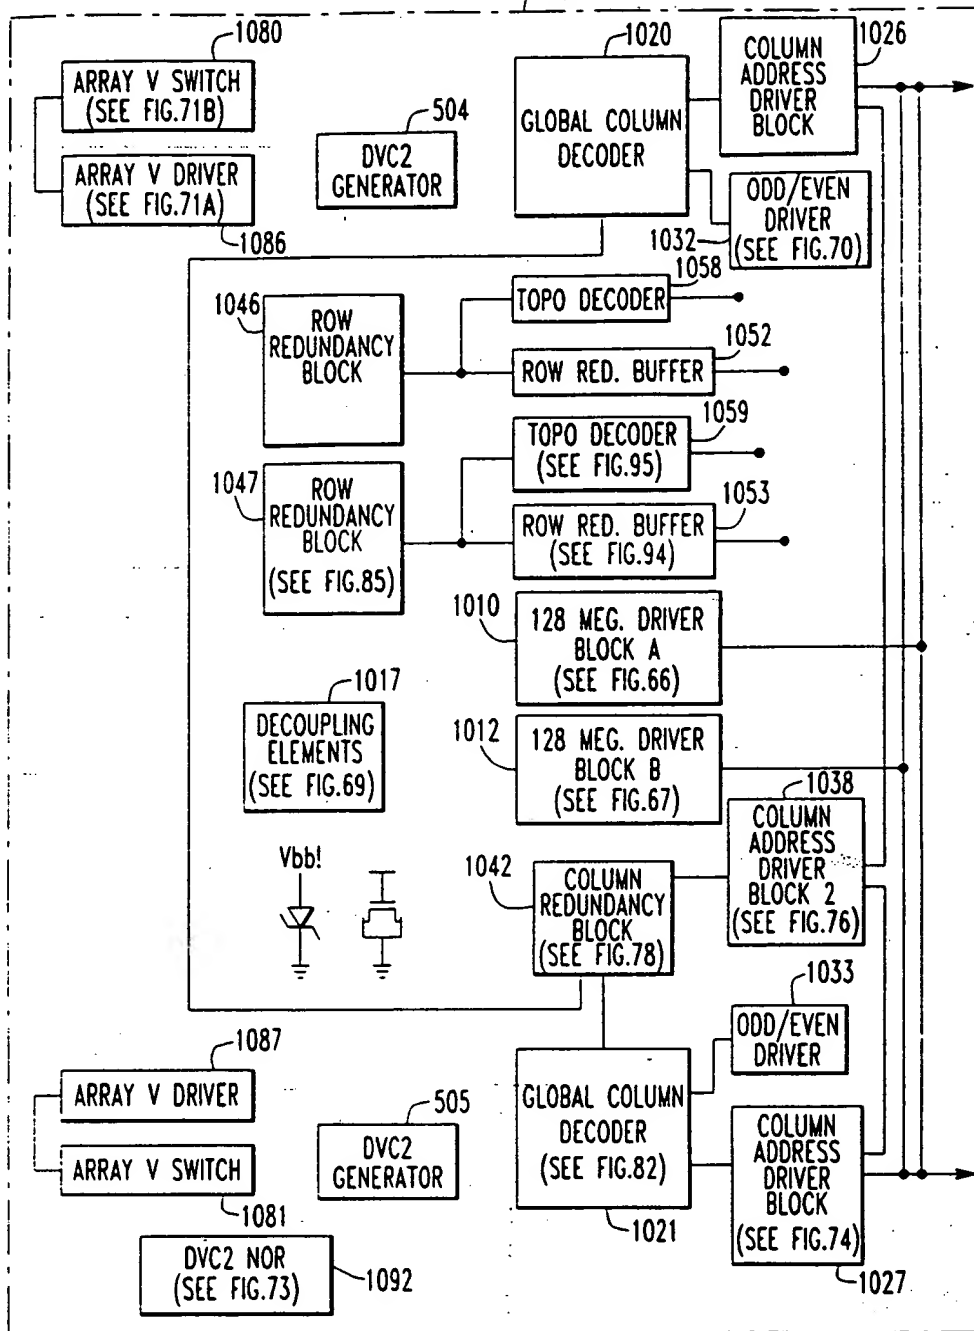 1080
ARRAY V SWITCH
(SEE FIG.71B)
ARRAY V DRIVER
(SEE FIG.71A)
1086
504
DVC2
GENERATOR
1020
GLOBAL COLUMN
DECODER
1026
COLUMN
ADDRESS
DRIVER
BLOCK
ODD/EVEN
DRIVER
(SEE FIG.70)
1032
1058
TOPO DECODER
1046
ROW
REDUNDANCY
BLOCK
1052
ROW RED. BUFFER
1059
TOPO DECODER
(SEE FIG.95)
1047
ROW
REDUNDANCY
BLOCK
(SEE FIG.85)
1053
ROW RED. BUFFER
(SEE FIG.94)
1010
128 MEG. DRIVER
BLOCK A
(SEE FIG.66)
1017
DECOUPLING
ELEMENTS
(SEE FIG.69)
1012
128 MEG. DRIVER
BLOCK B
(SEE FIG.67)
1038
COLUMN
ADDRESS
DRIVER
BLOCK 2
(SEE FIG.76)
Vbb!
1042
COLUMN
REDUNDANCY
BLOCK
(SEE FIG.78)
1033
ODD/EVEN
DRIVER
1087
ARRAY V DRIVER
ARRAY V SWITCH
1081
505
DVC2
GENERATOR
GLOBAL COLUMN
DECODER
(SEE FIG.82)
1021
COLUMN
ADDRESS
DRIVER
BLOCK
(SEE FIG.74)
1027
DVC2 NOR
(SEE FIG.73)
1092